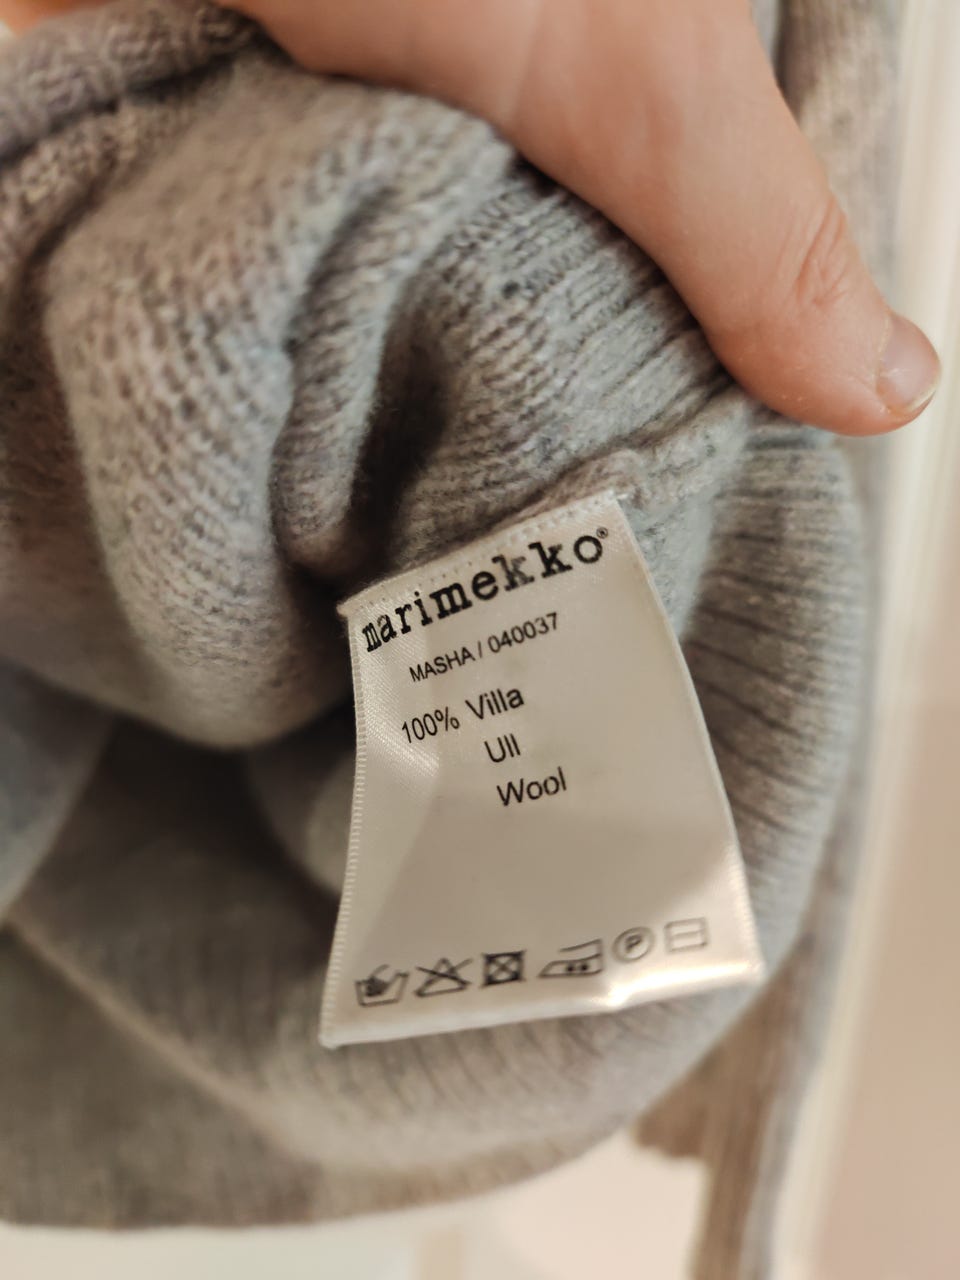 marimekko®
MASHA / 040037
100% Villa
Ull
Wool
P